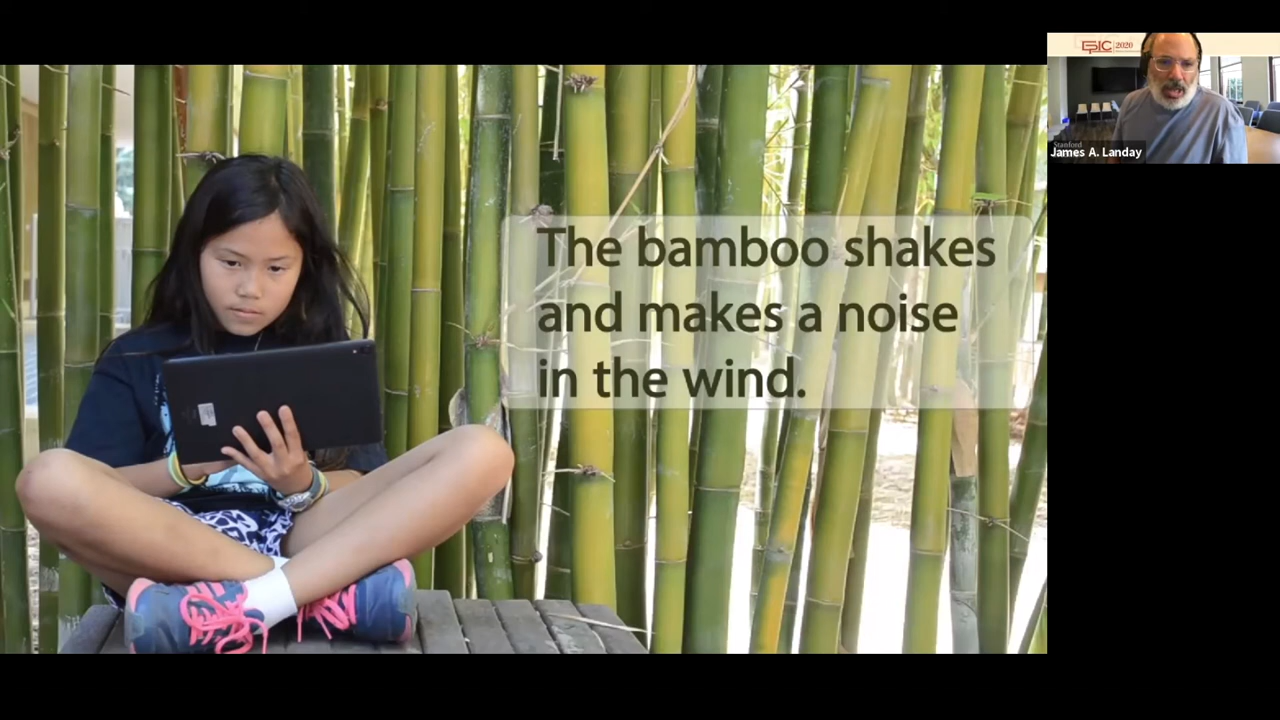 The bamboo shakes
and makes a noise
in the wind.
EPIC 2020
Stanford
James A. Landay